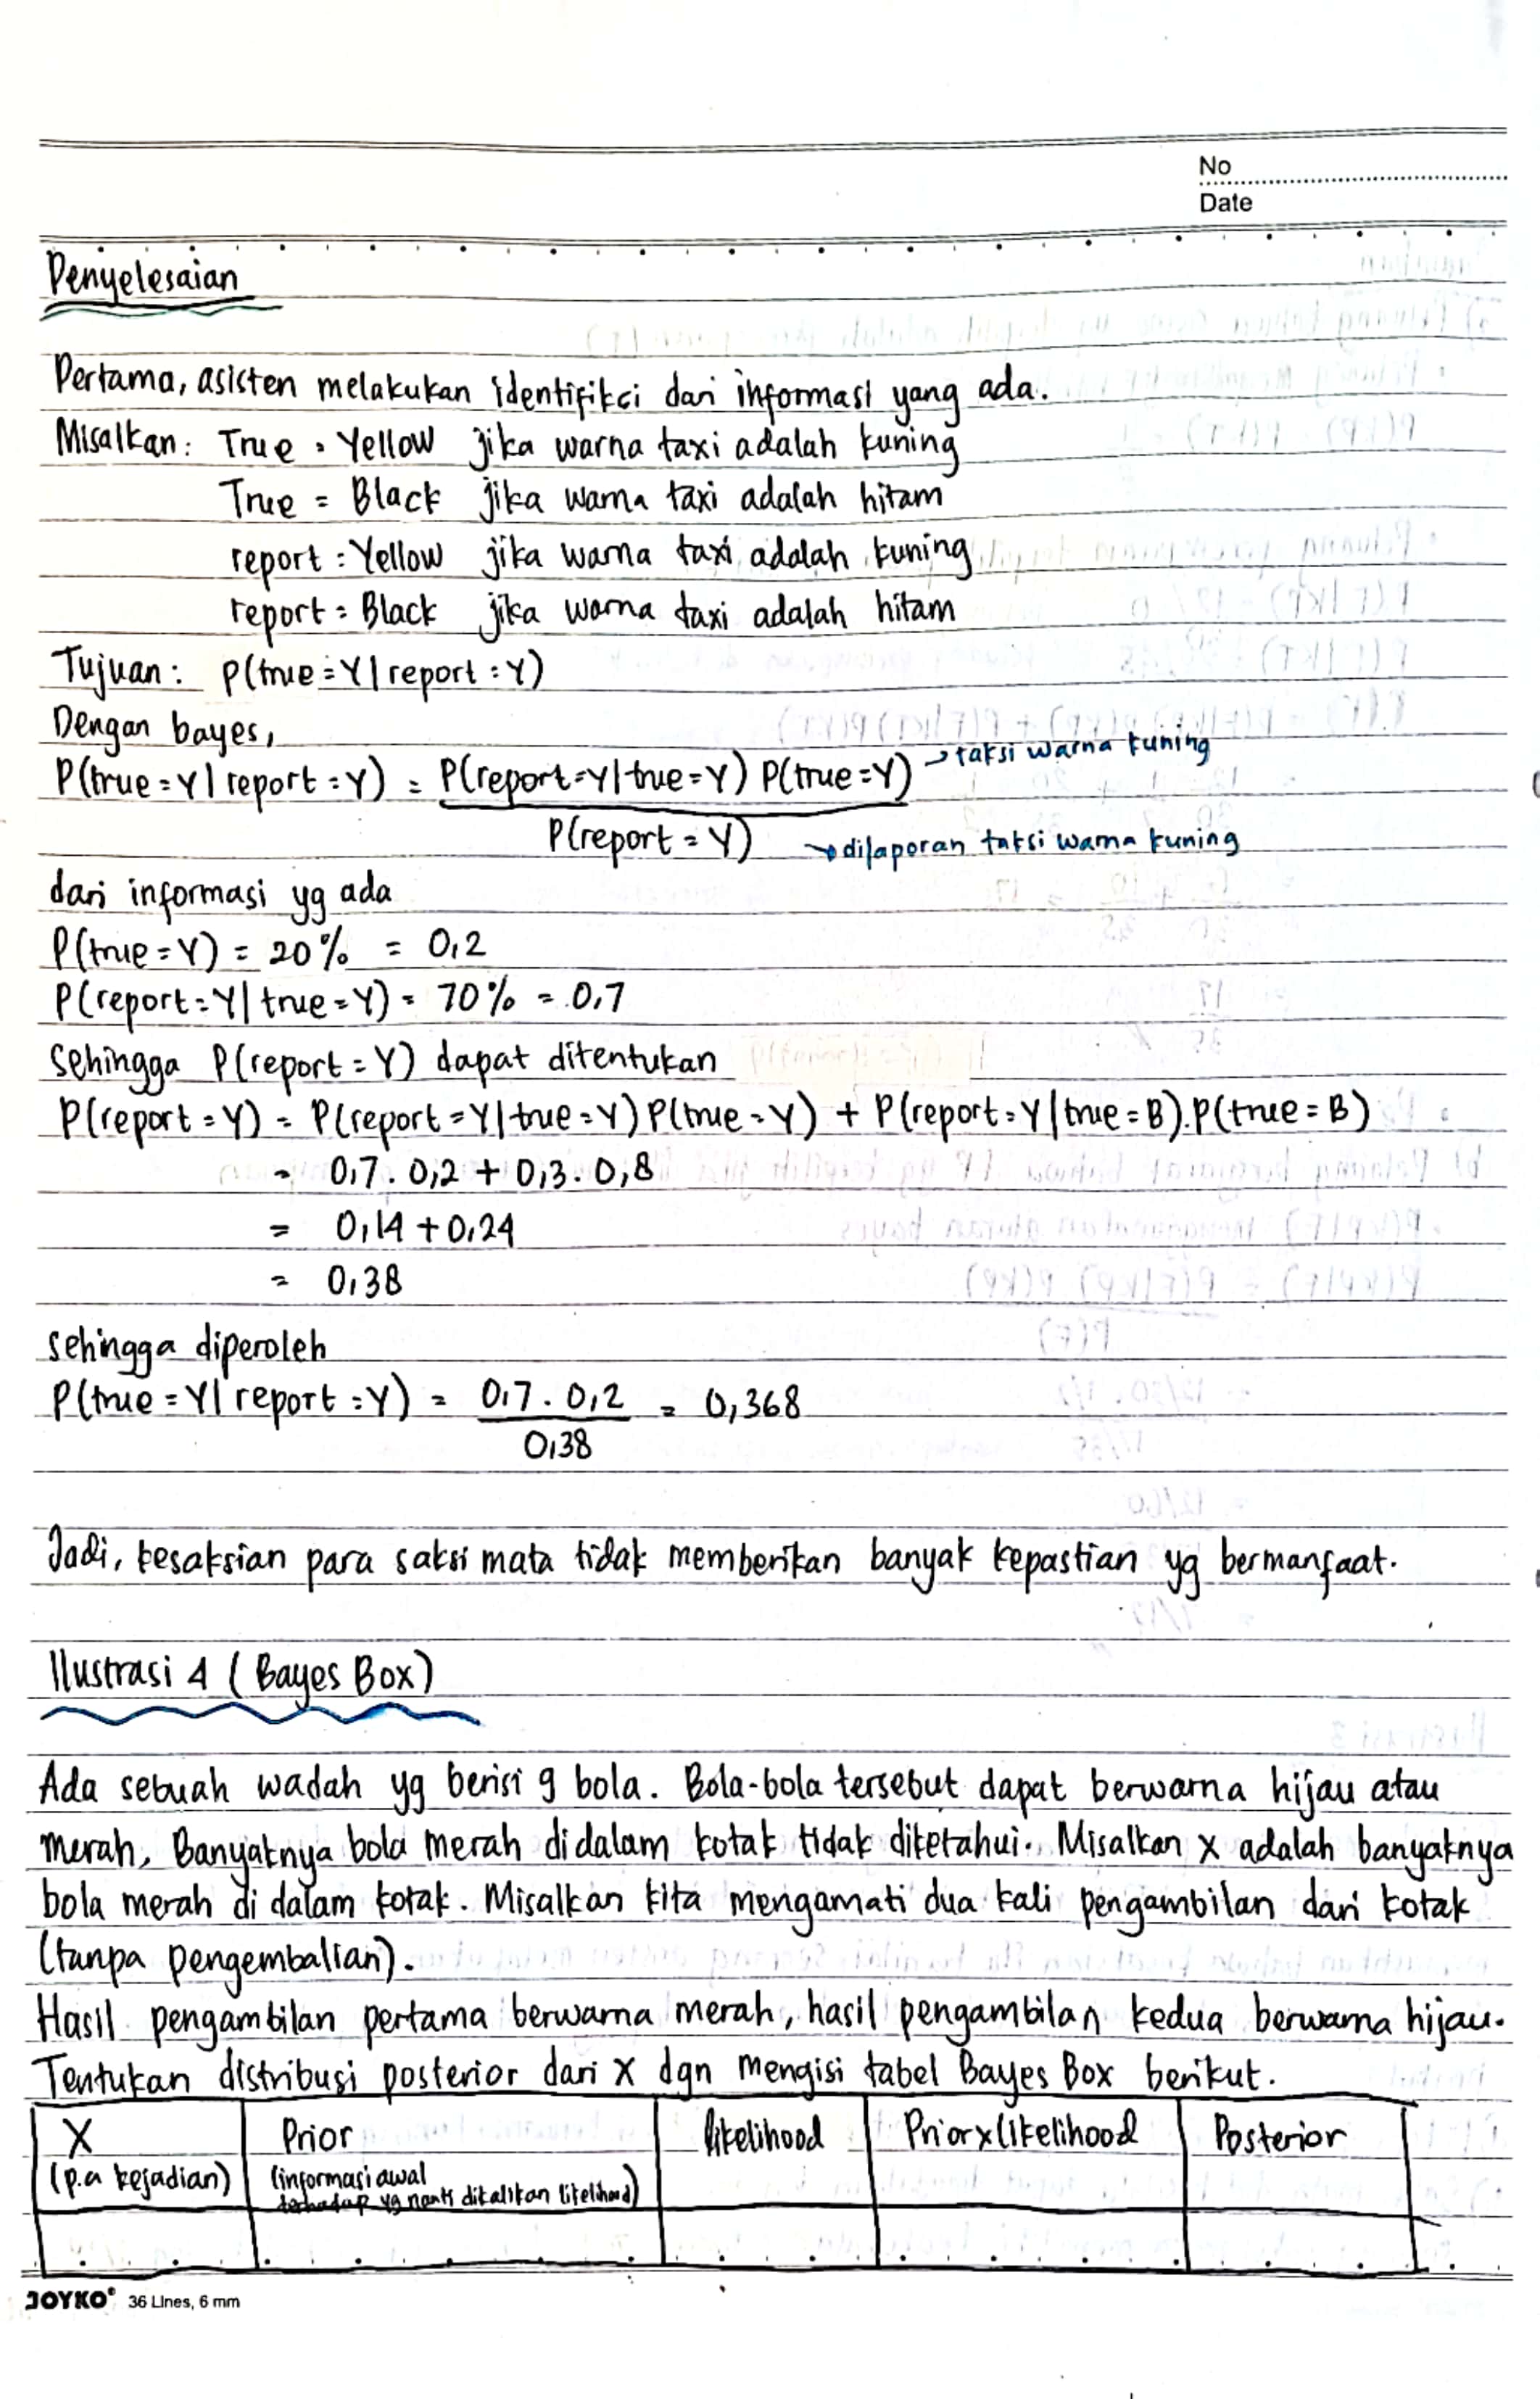 No
Date
Penyelesaian
Pertama, asisten melakukan identifikci dari informasi yang ada.
Misalkan: True = Yellow jika warna taxi adalah kuning
True = Black jika warna taxi adalah hitam
report = Yellow jika warna taxi adalah kuning
report = Black jika warna taxi adalah hitam
Tujuan: P(true=Y|report=Y)
Dengan bayes,
P(true=Y|report=Y) = P(report=Y|true=Y) P(true=Y) → taksi warna kuning
P(report=Y) → dilaporan taksi warna kuning
dari informasi yg ada
P(true=Y) = 20% = 0,2
P(report=Y|true=Y) = 70% = 0,7
sehingga P(report=Y) dapat ditentukan
P(report=Y) = P(report=Y|true=Y) P(true=Y) + P(report=Y|true=B).P(true=B)
= 0,7 . 0,2 + 0,3 . 0,8
= 0,14 + 0,24
= 0,38
sehingga diperoleh
P(true=Y|report=Y) = 0,7 . 0,2 = 0,368
0,38
Jadi, kesaksian para saksi mata tidak memberikan banyak kepastian yg bermanfaat.
Ilustrasi 4 (Bayes Box)
Ada sebuah wadah yg berisi 9 bola. Bola-bola tersebut dapat berwarna hijau atau
merah, Banyaknya bola merah didalam kotak tidak diketahui. Misalkan X adalah banyaknya
bola merah di dalam kotak. Misalkan kita mengamati dua kali pengambilan dari kotak
(tanpa pengembalian).
Hasil pengambilan pertama berwarna merah, hasil pengambilan kedua berwarna hijau.
Tentukan distribusi posterior dari X dgn mengisi tabel Bayes Box berikut.
X Prior likelihood Prior x likelihood Posterior
(p.a kejadian) (informasi awal
terhadap yg nanti dikalikan likelihood)
JOYKO® 36 Lines, 6 mm